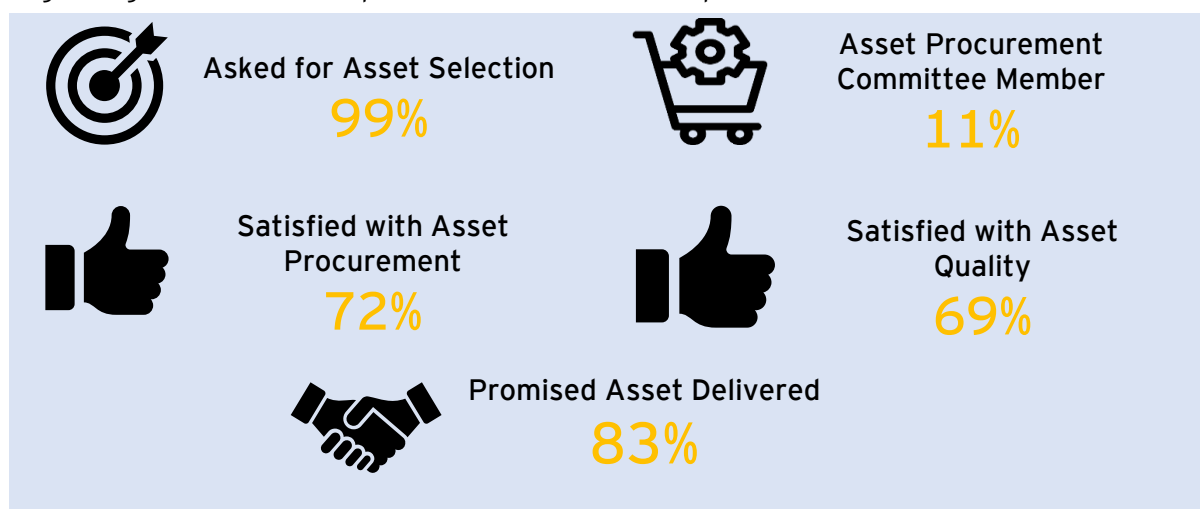 Asked for Asset Selection
99%
Asset Procurement
Committee Member
11%
Satisfied with Asset
Procurement
72%
Satisfied with Asset
Quality
69%
Promised Asset Delivered
83%